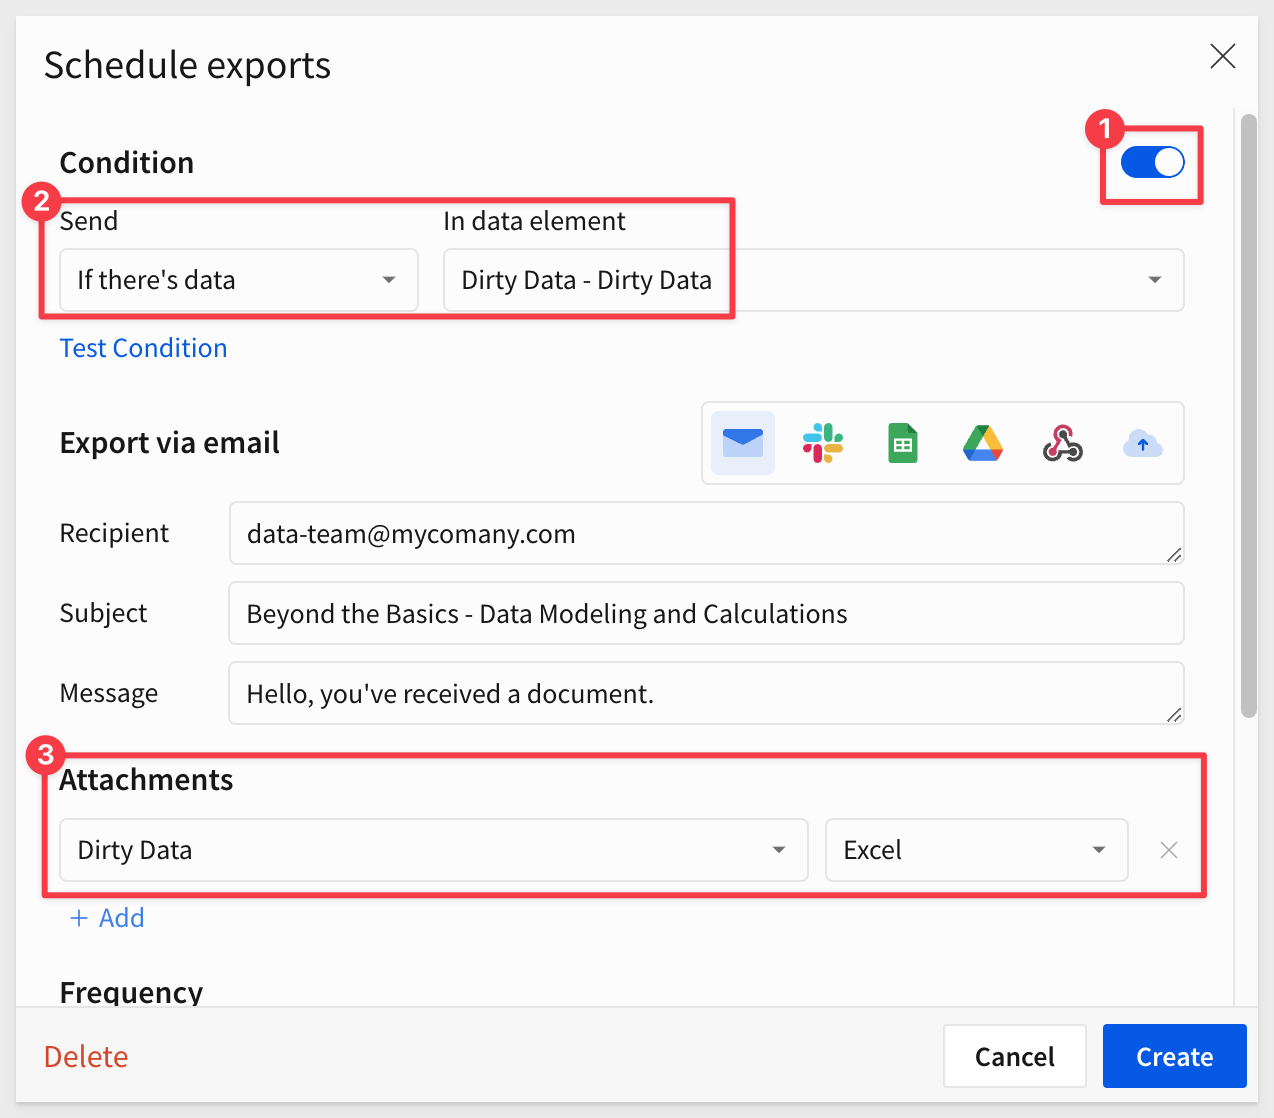 Schedule exports
1
Condition
2
Send In data element
If there's data Dirty Data - Dirty Data
Test Condition
Export via email
Recipient data-team@mycomany.com
Subject Beyond the Basics - Data Modeling and Calculations
Message Hello, you've received a document.
3
Attachments
Dirty Data Excel
+ Add
Frequency
Delete Cancel Create